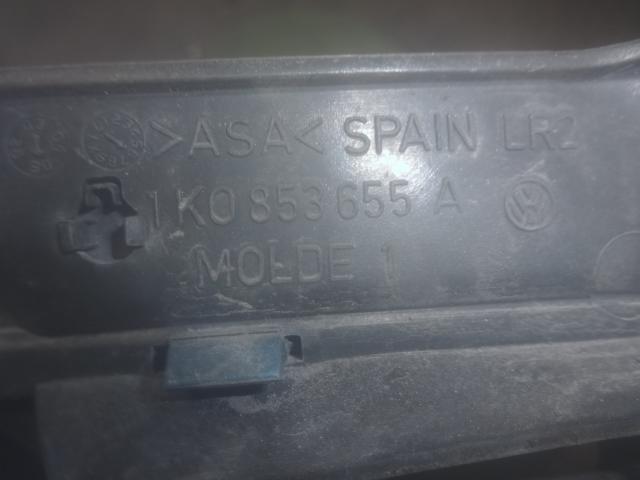 >ASA< SPAIN LR2
1K0 853 655 A
MOLDE 1